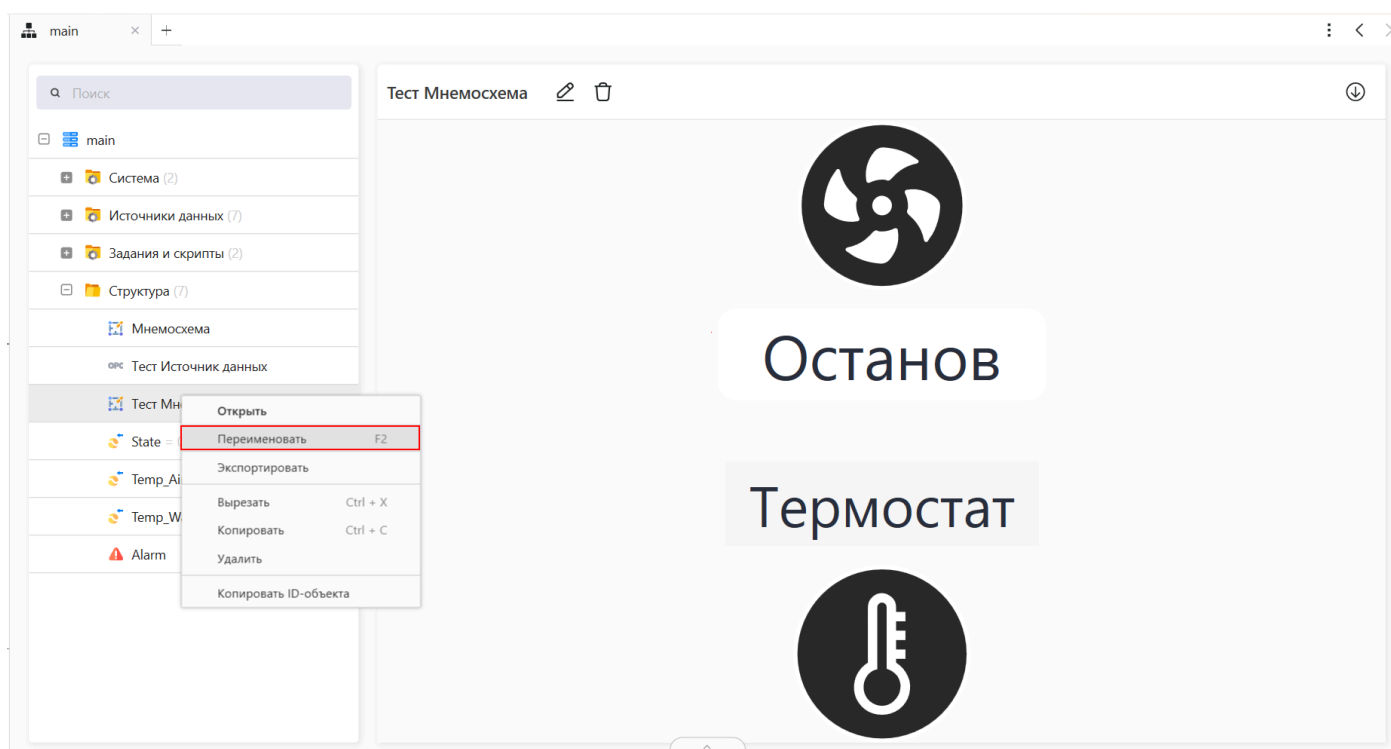 main
Поиск
Тест Мнемосхема
main
Система (2)
Источники данных (7)
Задания и скрипты (2)
Структура (7)
Мнемосхема
OPC Тест Источник данных
Тест Мн
State =
Temp_Ai
Temp_W
Alarm
Открыть
Переименовать F2
Экспортировать
Вырезать Ctrl + X
Копировать Ctrl + C
Удалить
Копировать ID-объекта
Останов
Термостат